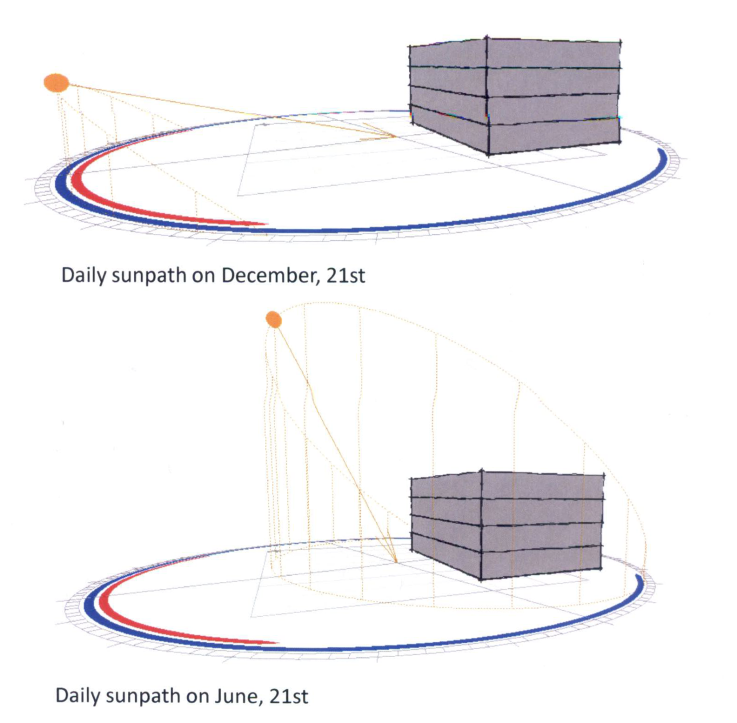 Daily sunpath on December, 21st
Daily sunpath on June, 21st